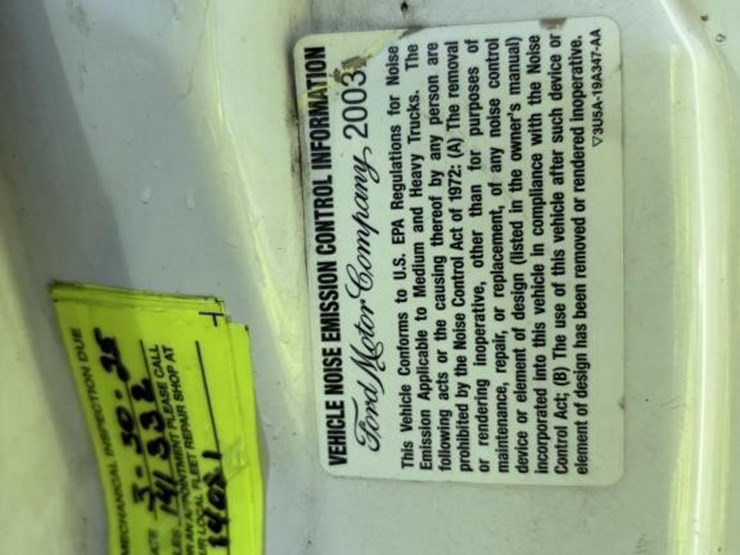 VEHICLE NOISE EMISSION CONTROL INFORMATION
Ford Motor Company 2003
This Vehicle Conforms to U.S. EPA Regulations for Noise
Emission Applicable to Medium and Heavy Trucks. The
following acts or the causing thereof by any person are
prohibited by the Noise Control Act of 1972: (A) The removal
or rendering inoperative, other than for purposes of
maintenance, repair, or replacement, of any noise control
device or element of design (listed in the owner's manual)
incorporated into this vehicle in compliance with the Noise
Control Act; (B) The use of this vehicle after such device or
element of design has been removed or rendered inoperative.
▽3U5A-19A347-AA
MECHANICAL INSPECTION DUE
3-30-25
141332
AN APPOINTMENT PLEASE CALL
LOCAL FLEET REPAIR SHOP AT